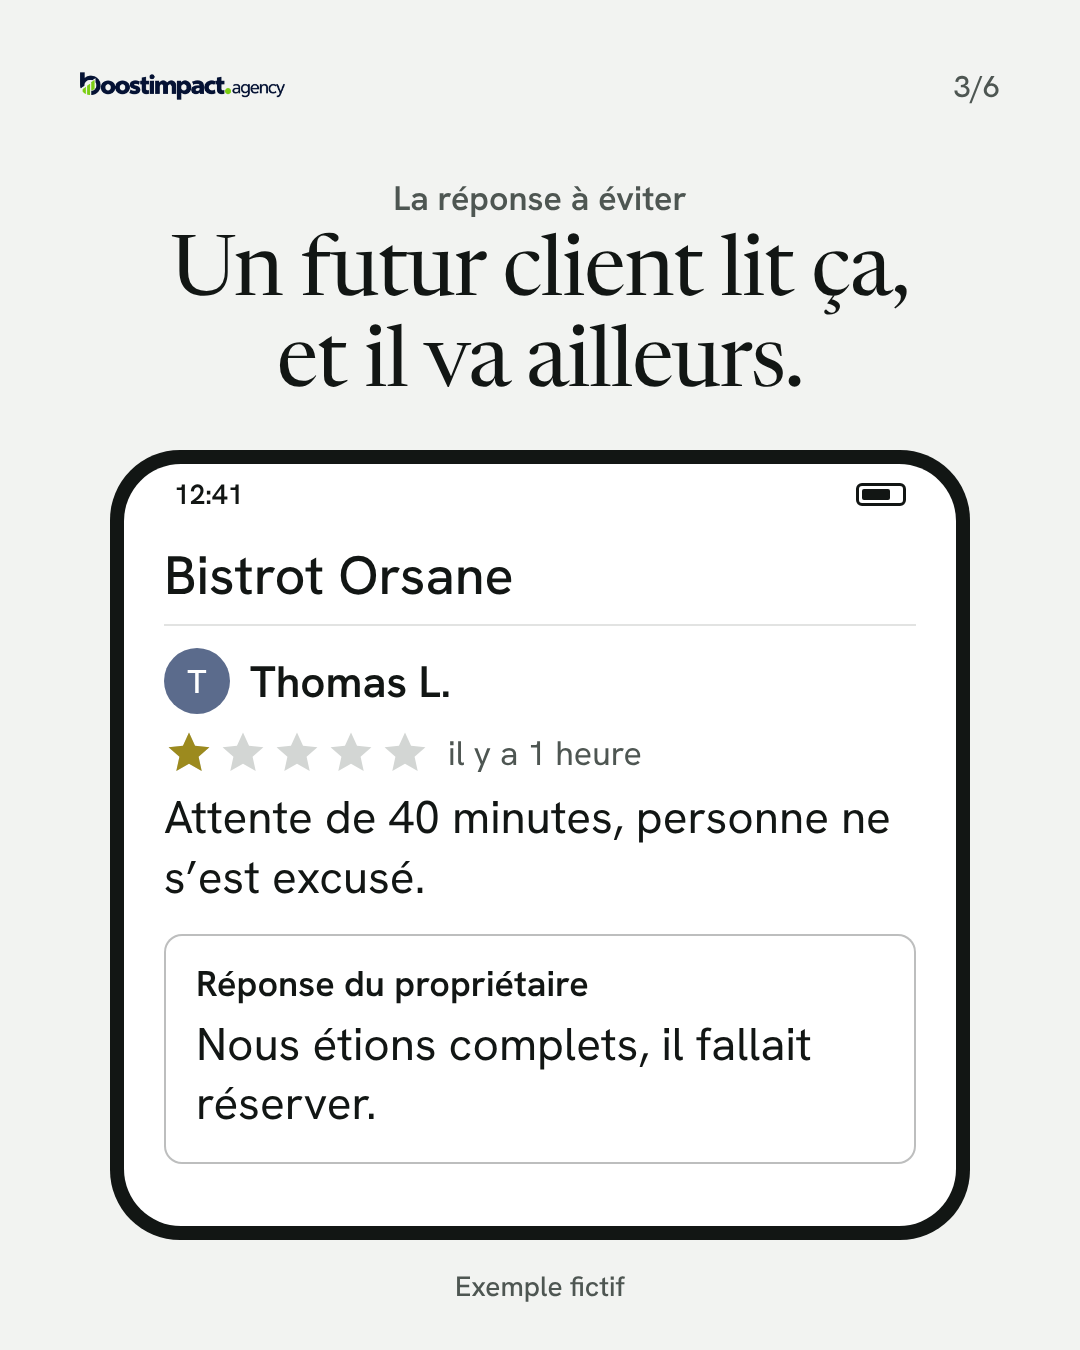 boostimpact.agency
3/6
La réponse à éviter
Un futur client lit ça,
et il va ailleurs.
12:41
Bistrot Orsane
T
Thomas L.
il y a 1 heure
Attente de 40 minutes, personne ne
s’est excusé.
Réponse du propriétaire
Nous étions complets, il fallait
réserver.
Exemple fictif